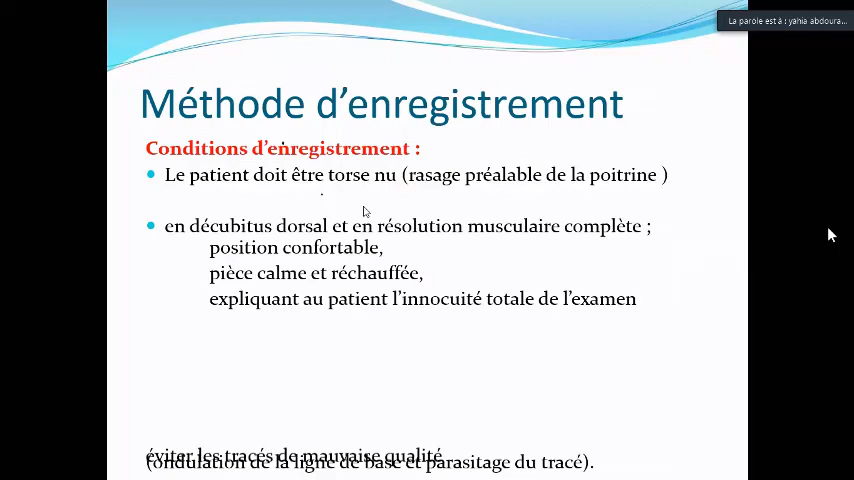 La parole est à : yahia abdoura...
Méthode d'enregistrement
Conditions d'enregistrement :
• Le patient doit être torse nu (rasage préalable de la poitrine )
• en décubitus dorsal et en résolution musculaire complète ;
position confortable,
pièce calme et réchauffée,
expliquant au patient l'innocuité totale de l'examen
éviter les tracés de mauvaise qualité
(ondulation de la ligne de base et parasitage du tracé).